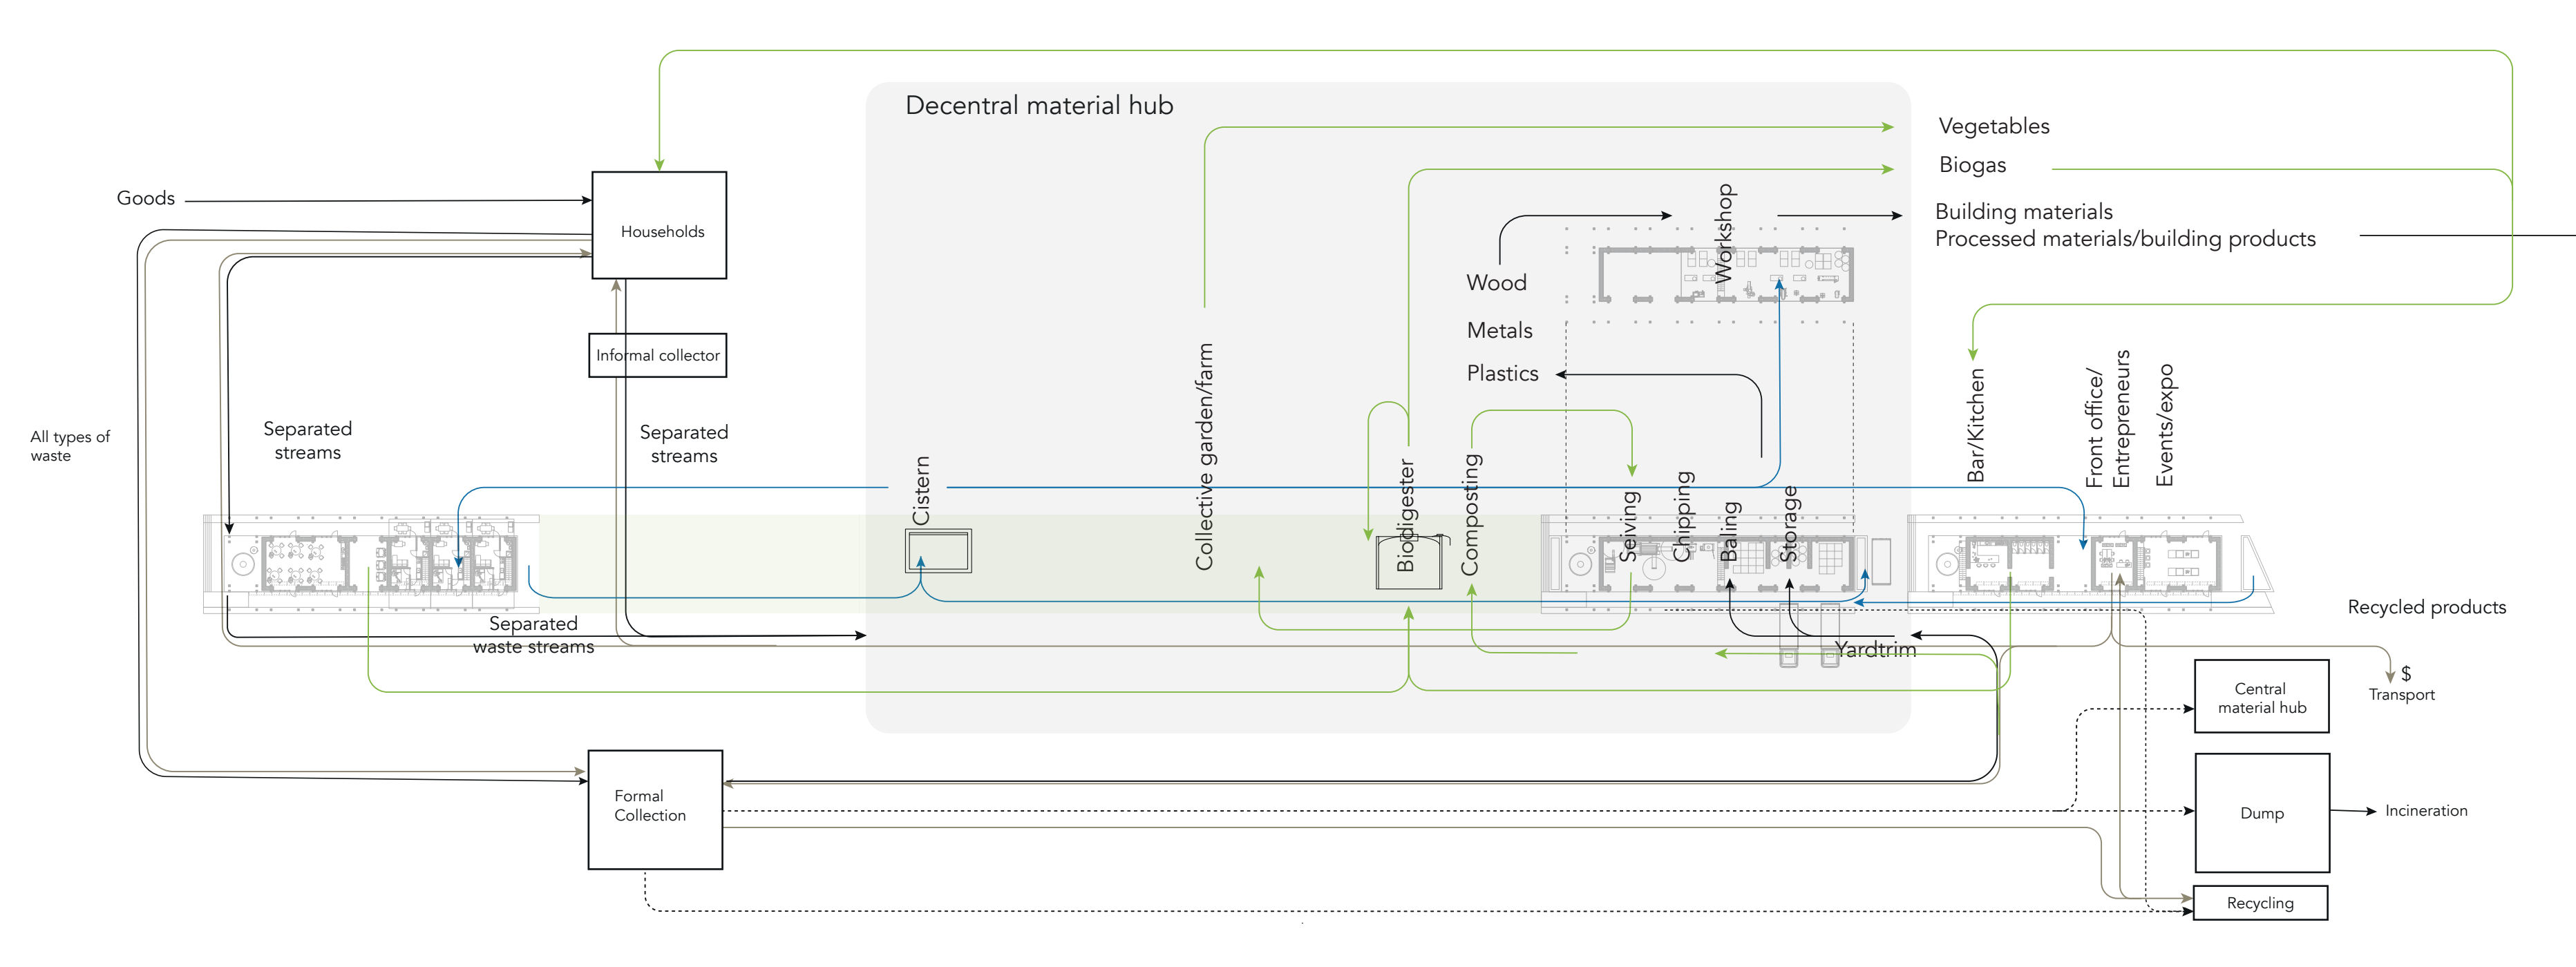 Decentral material hub
Vegetables
Biogas
Building materials
Processed materials/building products
Goods
Households
Workshop
Wood
Metals
Plastics
Informal collector
All types of
waste
Separated
streams
Separated
streams
Cistern
Collective garden/farm
Biodigester
Composting
Seiving
Chipping
Baling
Storage
Bar/Kitchen
Front office/
Entrepreneurs
Events/expo
Separated
waste streams
Yardtrim
Recycled products
$
Transport
Central
material hub
Formal
Collection
Dump
Incineration
Recycling